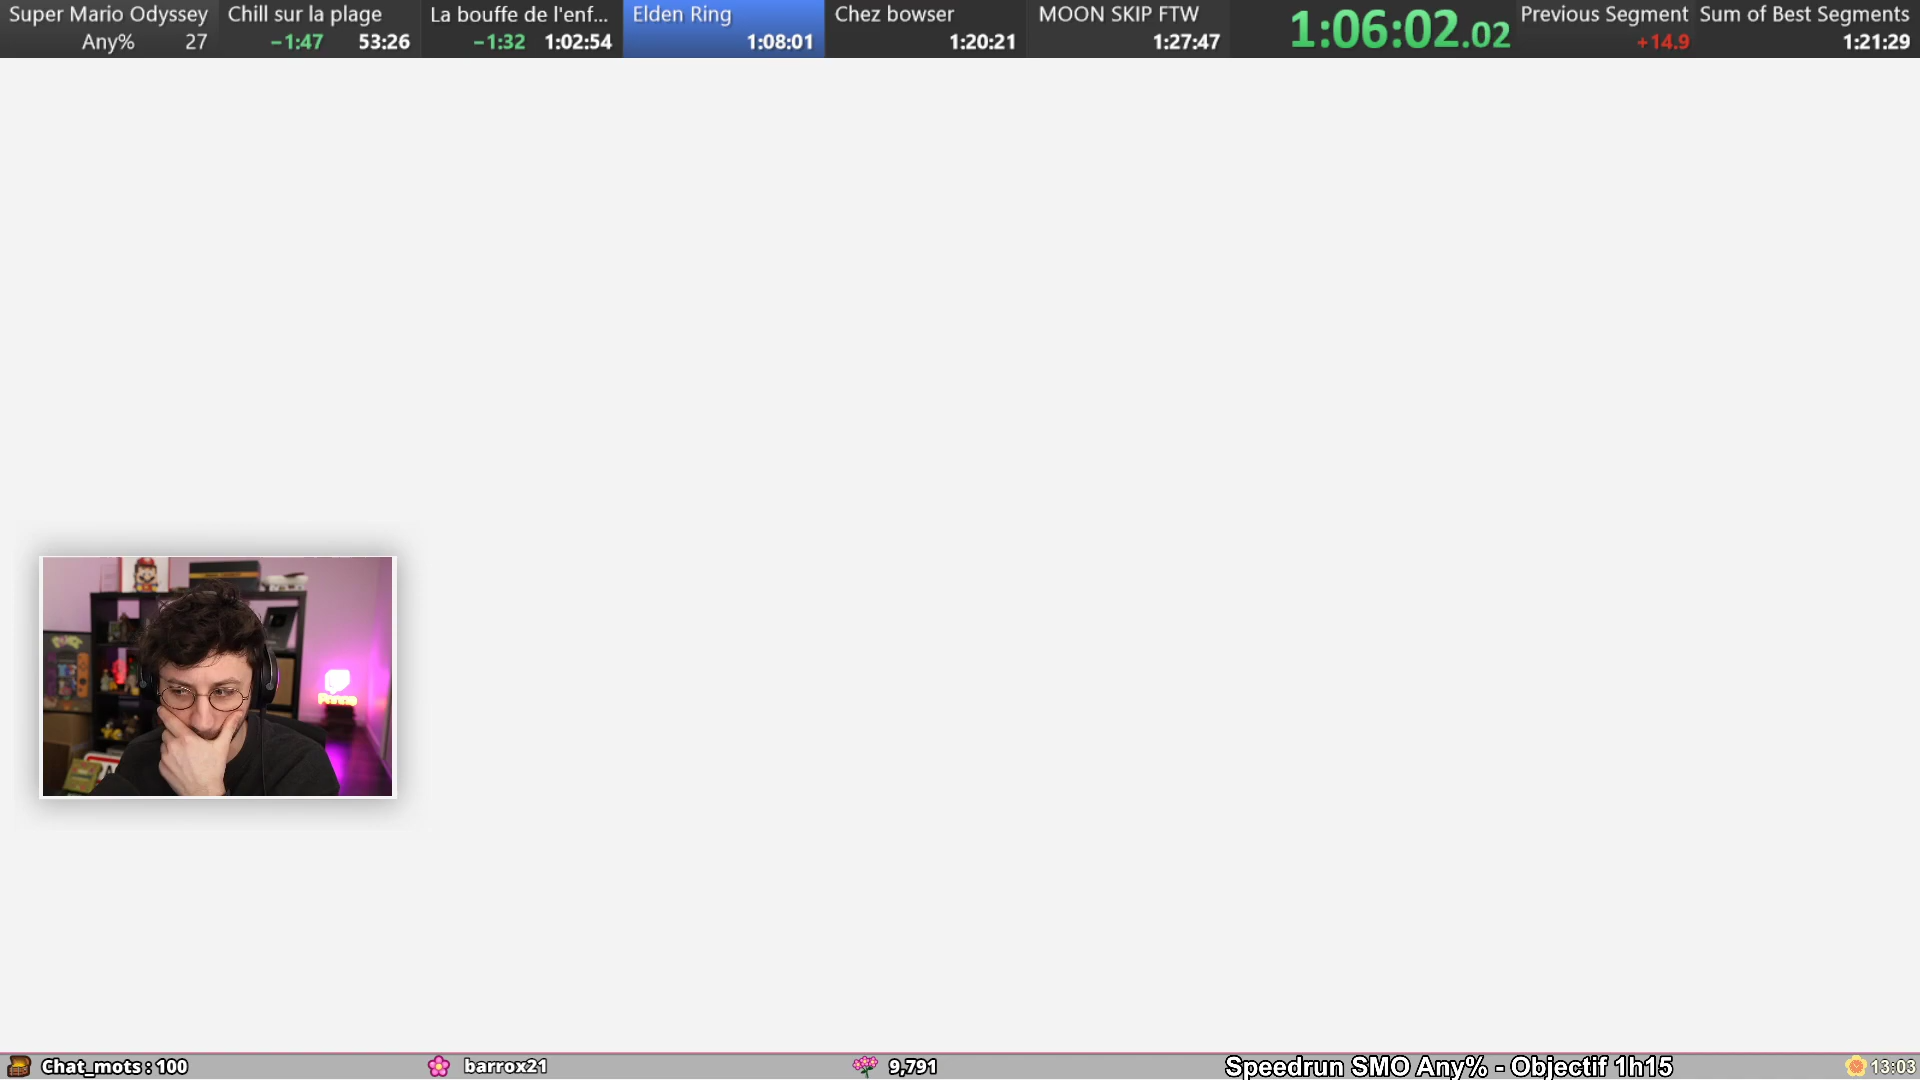 Super Mario Odyssey
Any% 27
Chill sur la plage
−1:47 53:26
La bouffe de l'enf...
−1:32 1:02:54
Elden Ring
1:08:01
Chez bowser
1:20:21
MOON SKIP FTW
1:27:47
1:06:02.02
Previous Segment
+14.9
Sum of Best Segments
1:21:29
Chat_mots : 100
barrox21
9,791
Speedrun SMO Any% - Objectif 1h15
13:03